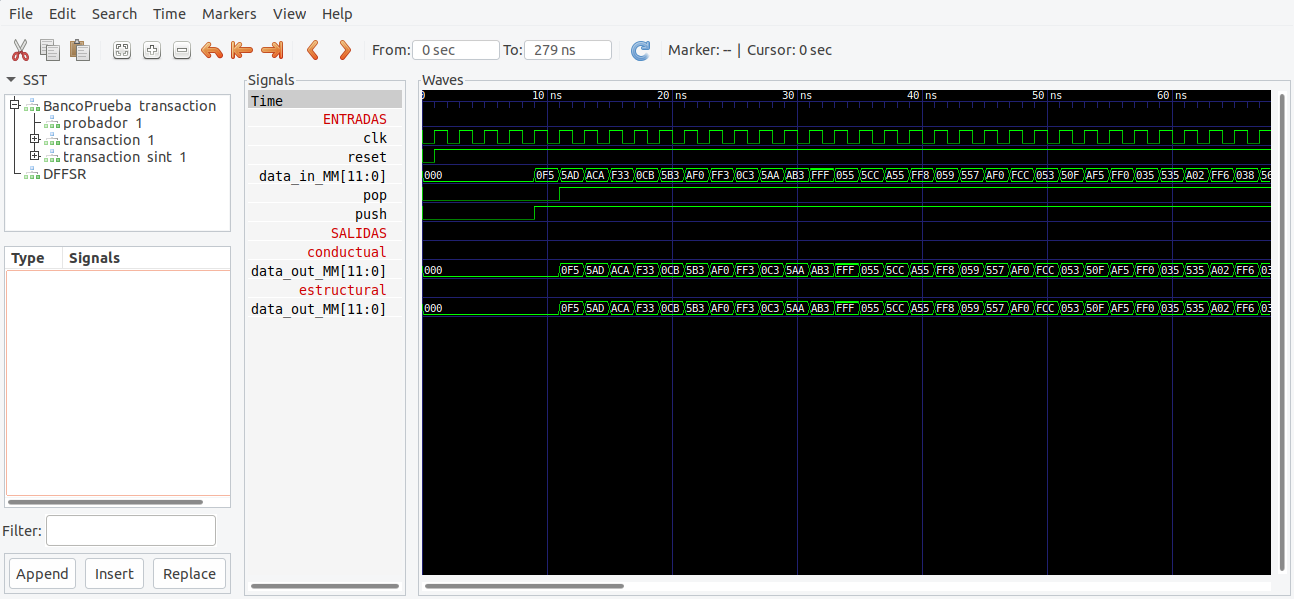 File Edit Search Time Markers View Help
From: 0 sec To: 279 ns Marker: -- | Cursor: 0 sec
SST
BancoPrueba transaction
probador 1
transaction 1
transaction sint 1
DFFSR
Type Signals
Filter:
Append Insert Replace
Signals
Time
ENTRADAS
clk
reset
data_in_MM[11:0]
pop
push
SALIDAS
conductual
data_out_MM[11:0]
estructural
data_out_MM[11:0]
Waves
0 10 ns 20 ns 30 ns 40 ns 50 ns 60 ns
000 0F5 5AD ACA F33 0CB 5B3 AF0 FF3 0C3 5AA AB3 FFF 055 5CC A55 FF8 059 557 AF0 FCC 053 50F AF5 FF0 035 535 A02 FF6 038
000 0F5 5AD ACA F33 0CB 5B3 AF0 FF3 0C3 5AA AB3 FFF 055 5CC A55 FF8 059 557 AF0 FCC 053 50F AF5 FF0 035 535 A02 FF6
000 0F5 5AD ACA F33 0CB 5B3 AF0 FF3 0C3 5AA AB3 FFF 055 5CC A55 FF8 059 557 AF0 FCC 053 50F AF5 FF0 035 535 A02 FF6